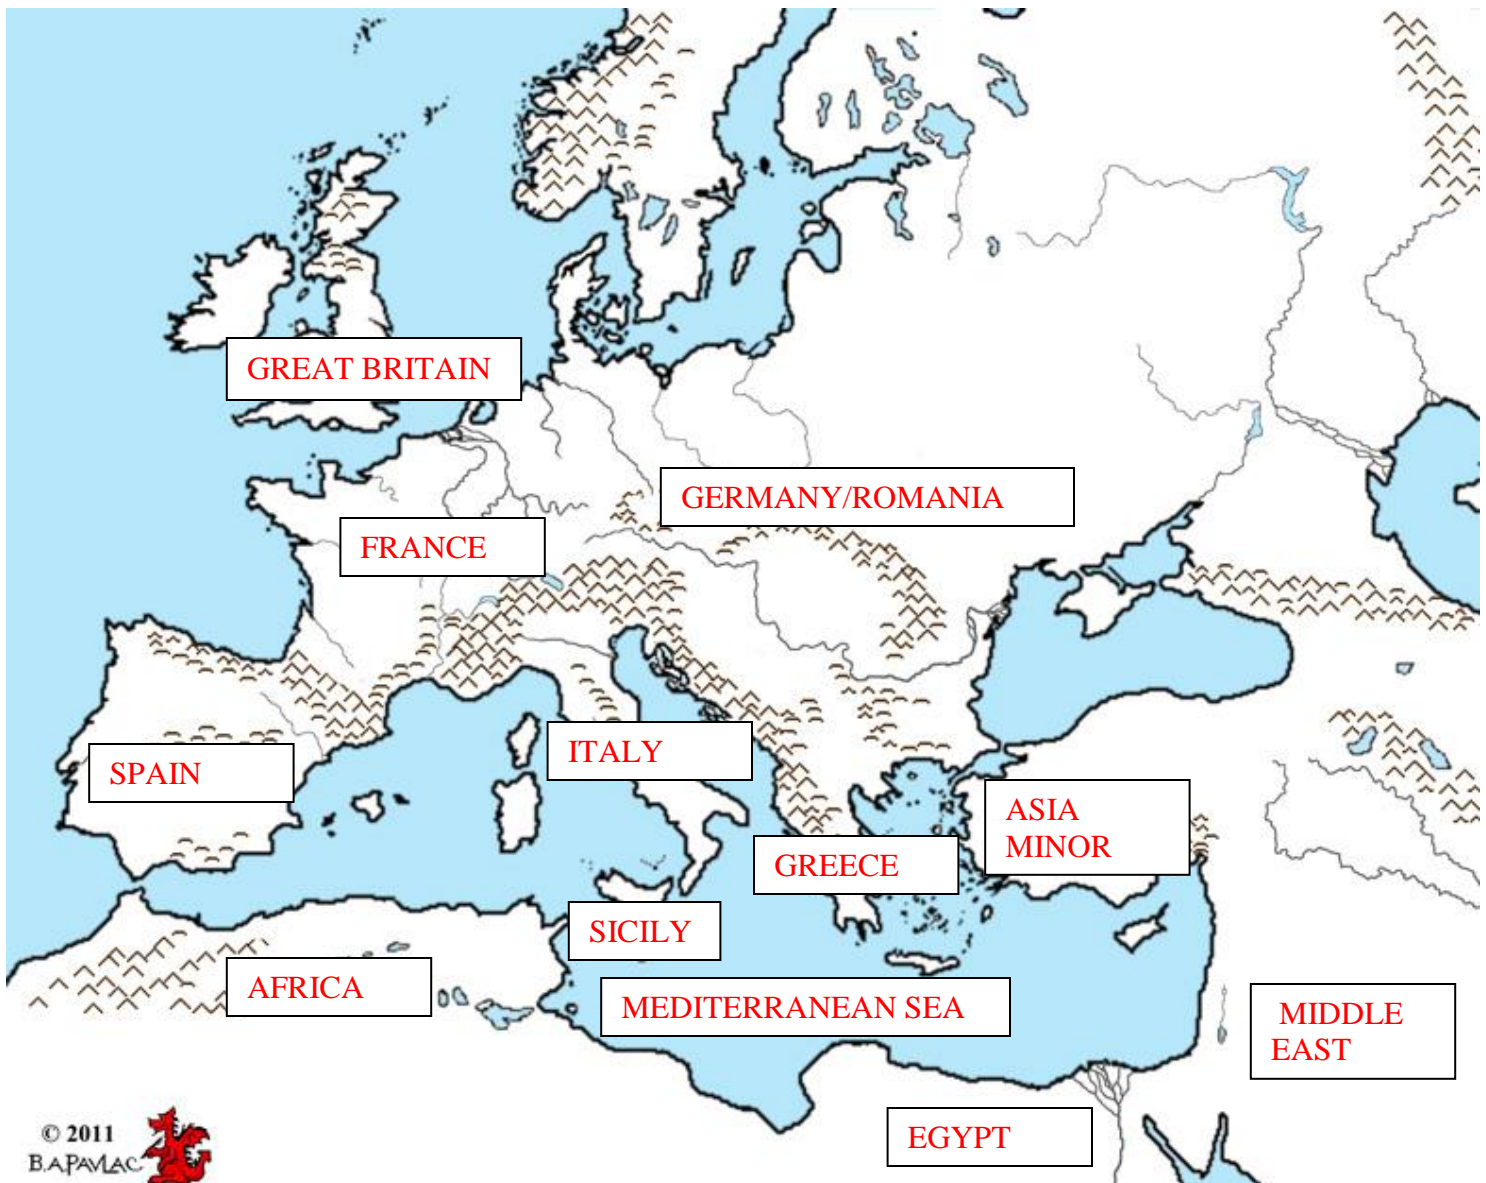 GREAT BRITAIN
GERMANY/ROMANIA
FRANCE
ITALY
SPAIN
ASIA
MINOR
GREECE
SICILY
AFRICA
MEDITERRANEAN SEA
MIDDLE
EAST
EGYPT
© 2011
B.A.PAVLAC